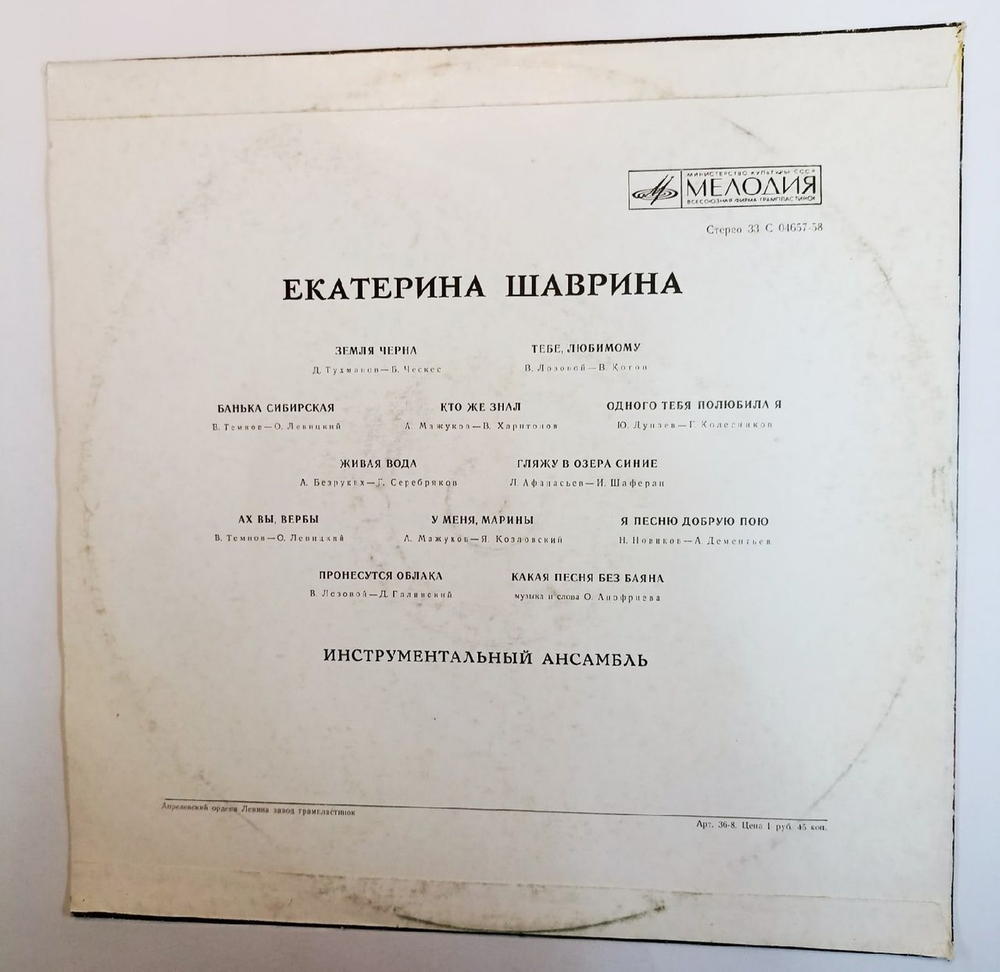 МИНИСТЕРСТВО КУЛЬТУРЫ СССР
МЕЛОДИЯ
ВСЕСОЮЗНАЯ ФИРМА ГРАМПЛАСТИНОК
Стерео 33 С 04657-58
ЕКАТЕРИНА ШАВРИНА
ЗЕМЛЯ ЧЕРНА ТЕБЕ, ЛЮБИМОМУ
Д. Тухманов—Б. Ческес В. Лозовой—В. Коган
БАНЬКА СИБИРСКАЯ КТО ЖЕ ЗНАЛ ОДНОГО ТЕБЯ ПОЛЮБИЛА Я
В. Темнов—О. Левицкий А. Мажуков—В. Харитонов Ю. Дунаев—Г. Колесников
ЖИВАЯ ВОДА ГЛЯЖУ В ОЗЕРА СИНИЕ
А. Безруких—Г. Серебряков Л. Афанасьев—И. Шаферан
АХ ВЫ, ВЕРБЫ У МЕНЯ, МАРИНЫ Я ПЕСНЮ ДОБРУЮ ПОЮ
В. Темнов—О. Левицкий А. Мажуков—Я. Козловский Н. Новиков—А. Дементьев
ПРОНЕСУТСЯ ОБЛАКА КАКАЯ ПЕСНЯ БЕЗ БАЯНА
В. Лозовой—Д. Галинский музыка и слова О. Анофриева
ИНСТРУМЕНТАЛЬНЫЙ АНСАМБЛЬ
Апрелевский ордена Ленина завод грампластинок
Арт. 36-8. Цена 1 руб. 45 коп.